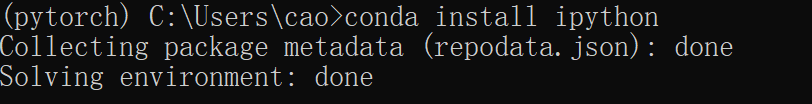 (pytorch) C:\Users\cao>conda install ipython
Collecting package metadata (repodata.json): done
Solving environment: done